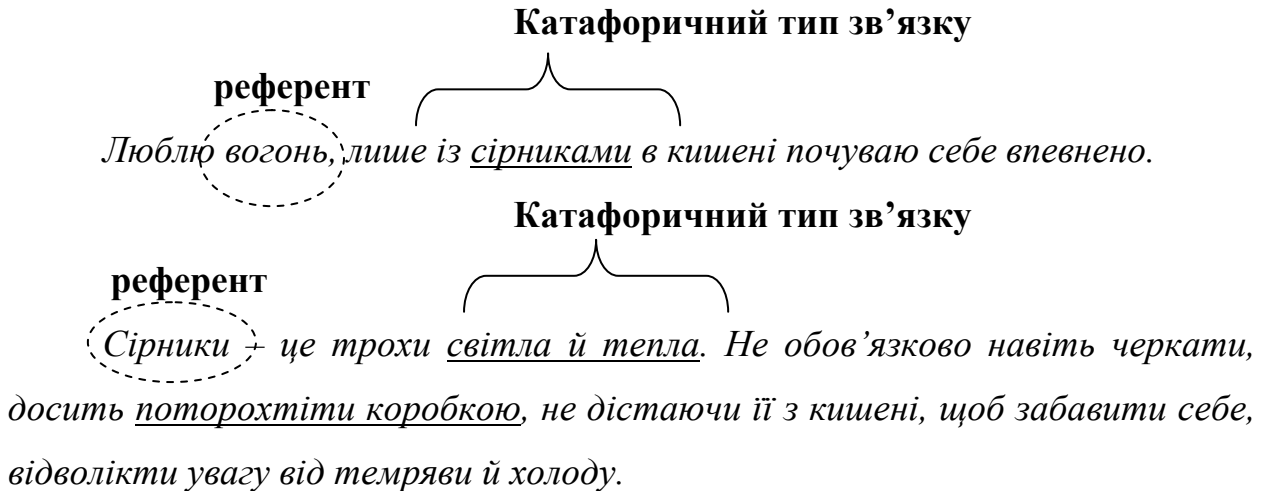 Катафоричний тип зв’язку
референт
Люблю вогонь, лише із сірниками в кишені почуваю себе впевнено.
Катафоричний тип зв’язку
референт
Сірники – це трохи світла й тепла. Не обов’язково навіть черкати,
досить поторохтіти коробкою, не дістаючи її з кишені, щоб забавити себе,
відволікти увагу від темряви й холоду.